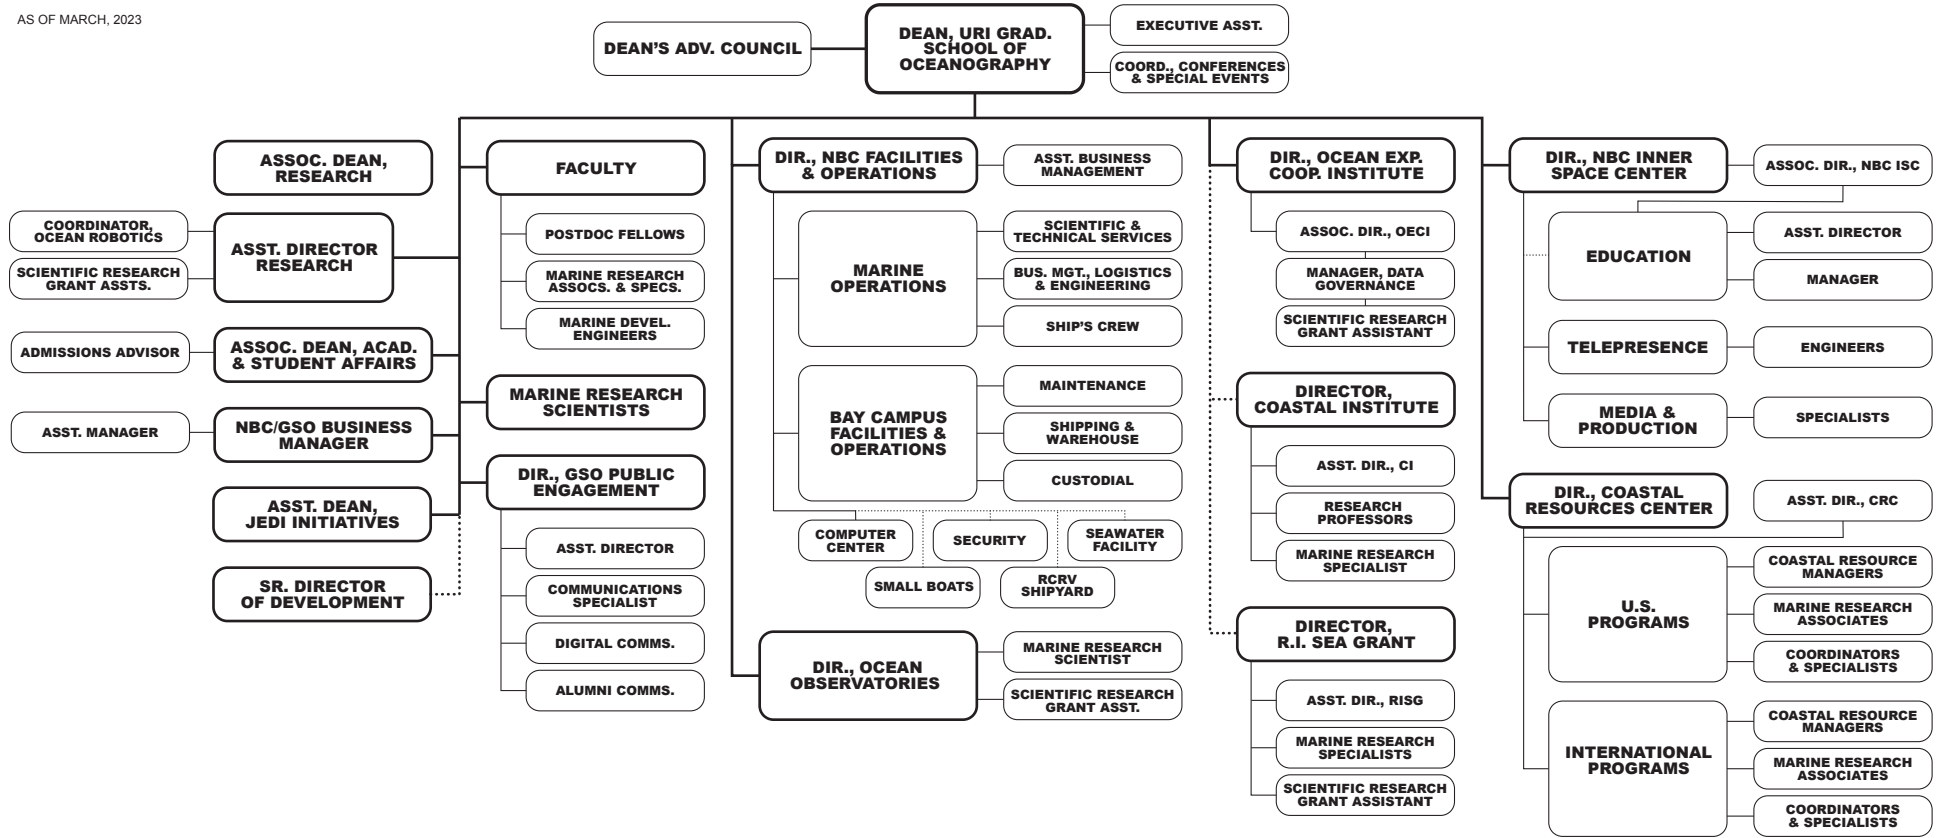 AS OF MARCH, 2023
DEAN'S ADV. COUNCIL
DEAN, URI GRAD.
SCHOOL OF
OCEANOGRAPHY
EXECUTIVE ASST.
COORD., CONFERENCES
& SPECIAL EVENTS
ASSOC. DEAN,
RESEARCH
COORDINATOR,
OCEAN ROBOTICS
SCIENTIFIC RESEARCH
GRANT ASSTS.
ASST. DIRECTOR
RESEARCH
ADMISSIONS ADVISOR
ASSOC. DEAN, ACAD.
& STUDENT AFFAIRS
ASST. MANAGER
NBC/GSO BUSINESS
MANAGER
ASST. DEAN,
JEDI INITIATIVES
SR. DIRECTOR
OF DEVELOPMENT
FACULTY
POSTDOC FELLOWS
MARINE RESEARCH
ASSOCS. & SPECS.
MARINE DEVEL.
ENGINEERS
MARINE RESEARCH
SCIENTISTS
DIR., GSO PUBLIC
ENGAGEMENT
ASST. DIRECTOR
COMMUNICATIONS
SPECIALIST
DIGITAL COMMS.
ALUMNI COMMS.
DIR., NBC FACILITIES
& OPERATIONS
ASST. BUSINESS
MANAGEMENT
MARINE
OPERATIONS
SCIENTIFIC &
TECHNICAL SERVICES
BUS. MGT., LOGISTICS
& ENGINEERING
SHIP'S CREW
BAY CAMPUS
FACILITIES &
OPERATIONS
MAINTENANCE
SHIPPING &
WAREHOUSE
CUSTODIAL
COMPUTER
CENTER
SECURITY
SEAWATER
FACILITY
SMALL BOATS
RCRV
SHIPYARD
DIR., OCEAN
OBSERVATORIES
MARINE RESEARCH
SCIENTIST
SCIENTIFIC RESEARCH
GRANT ASST.
DIR., OCEAN EXP.
COOP. INSTITUTE
ASSOC. DIR., OECI
MANAGER, DATA
GOVERNANCE
SCIENTIFIC RESEARCH
GRANT ASSISTANT
DIRECTOR,
COASTAL INSTITUTE
ASST. DIR., CI
RESEARCH
PROFESSORS
MARINE RESEARCH
SPECIALIST
DIRECTOR,
R.I. SEA GRANT
ASST. DIR., RISG
MARINE RESEARCH
SPECIALISTS
SCIENTIFIC RESEARCH
GRANT ASSISTANT
DIR., NBC INNER
SPACE CENTER
ASSOC. DIR., NBC ISC
EDUCATION
ASST. DIRECTOR
MANAGER
TELEPRESENCE
ENGINEERS
MEDIA &
PRODUCTION
SPECIALISTS
DIR., COASTAL
RESOURCES CENTER
ASST. DIR., CRC
U.S.
PROGRAMS
COASTAL RESOURCE
MANAGERS
MARINE RESEARCH
ASSOCIATES
COORDINATORS
& SPECIALISTS
INTERNATIONAL
PROGRAMS
COASTAL RESOURCE
MANAGERS
MARINE RESEARCH
ASSOCIATES
COORDINATORS
& SPECIALISTS